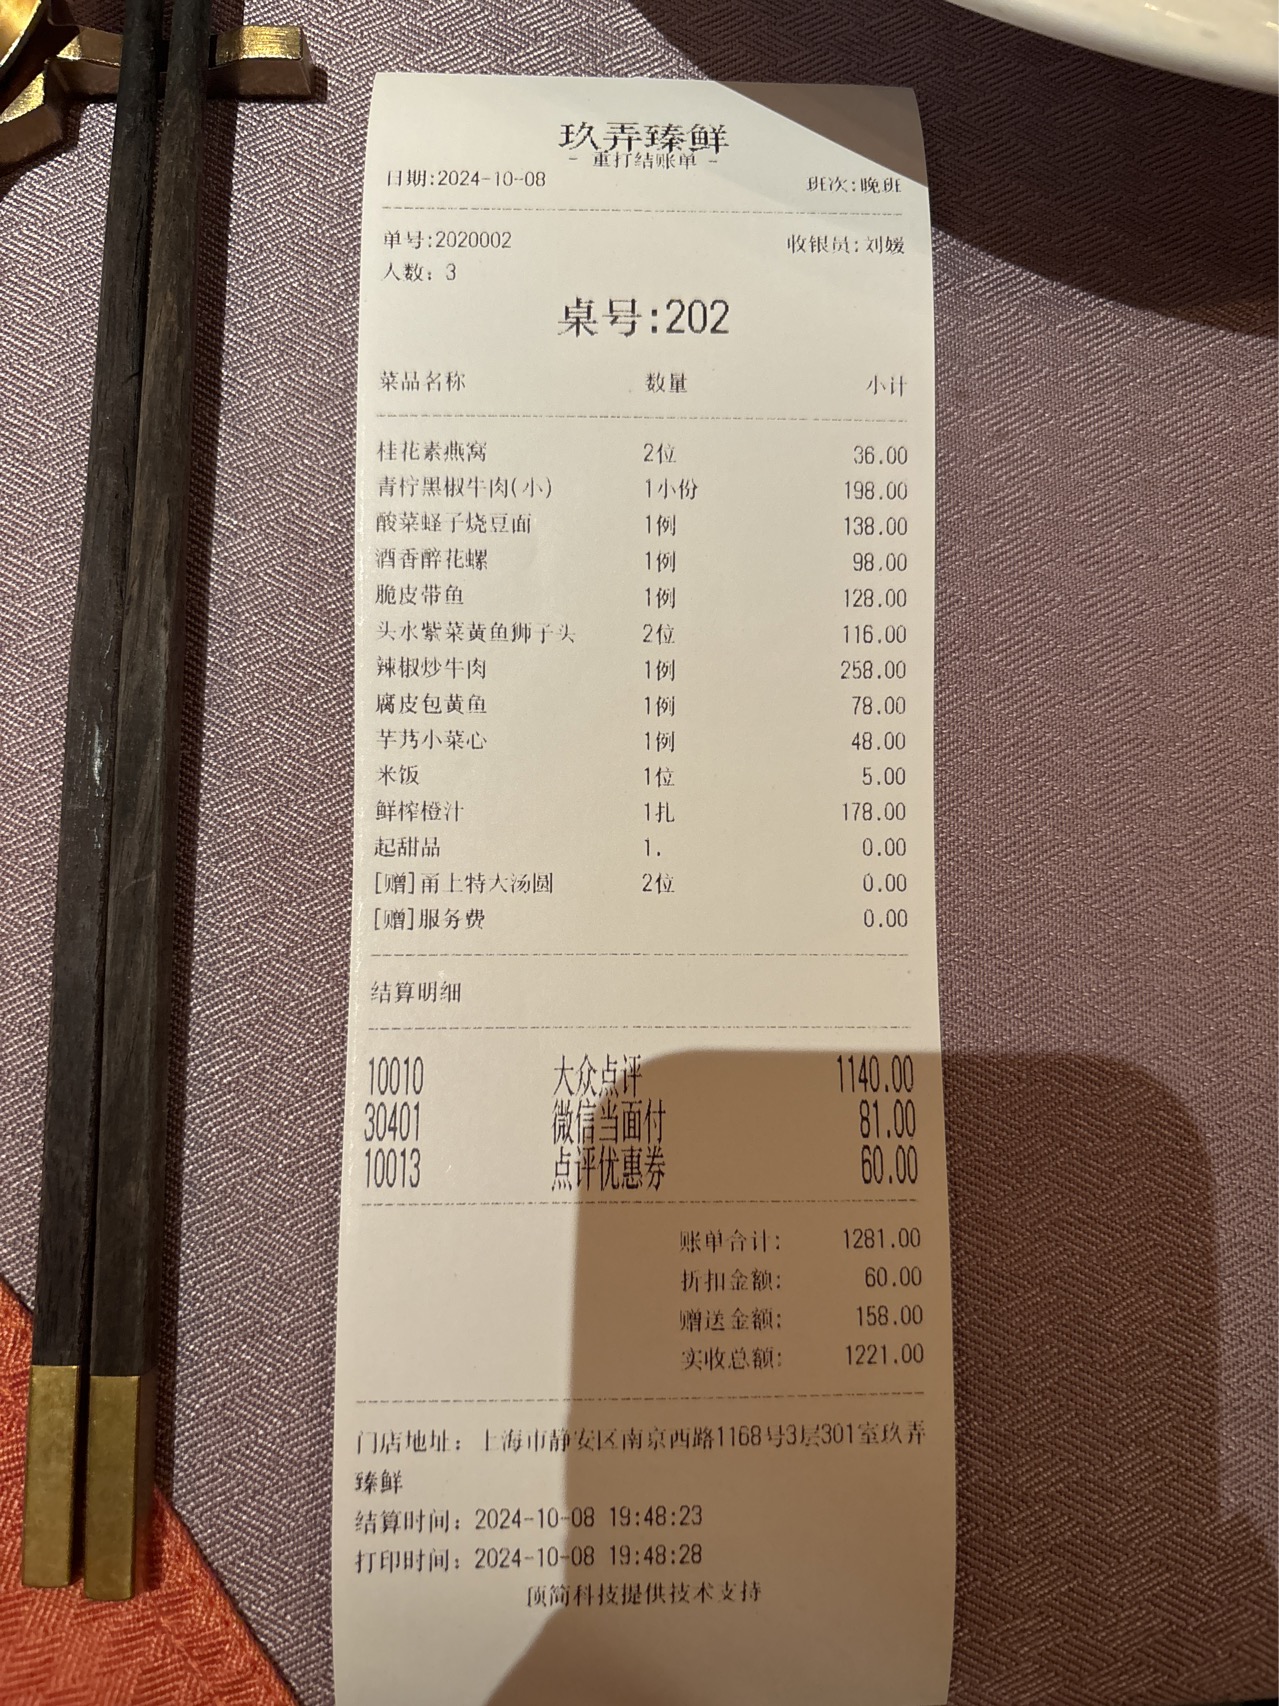 玖弄臻鲜
- 重打结账单 -
日期:2024-10-08 班次:晚班
单号:2020002 收银员:刘媛
人数: 3
桌号:202
菜品名称 数量 小计
桂花素燕窝 2位 36.00
青柠黑椒牛肉(小) 1小份 198.00
酸菜蛏子烧豆面 1例 138.00
酒香醉花螺 1例 98.00
脆皮带鱼 1例 128.00
头水紫菜黄鱼狮子头 2位 116.00
辣椒炒牛肉 1例 258.00
腐皮包黄鱼 1例 78.00
芋艿小菜心 1例 48.00
米饭 1位 5.00
鲜榨橙汁 1扎 178.00
起甜品 1. 0.00
[赠]甬上特大汤圆 2位 0.00
[赠]服务费 0.00
结算明细
10010 大众点评 1140.00
30401 微信当面付 81.00
10013 点评优惠券 60.00
账单合计: 1281.00
折扣金额: 60.00
赠送金额: 158.00
实收总额: 1221.00
门店地址: 上海市静安区南京西路1168号3层301室玖弄
臻鲜
结算时间: 2024-10-08 19:48:23
打印时间: 2024-10-08 19:48:28
顶简科技提供技术支持